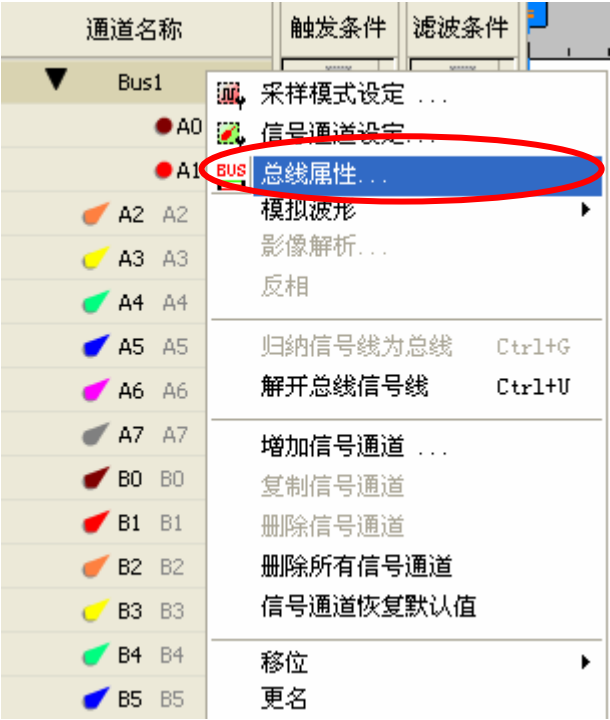 通道名称 触发条件 滤波条件
Bus1
A0
A1
A2 A2
A3 A3
A4 A4
A5 A5
A6 A6
A7 A7
B0 B0
B1 B1
B2 B2
B3 B3
B4 B4
B5 B5
采样模式设定 ...
信号通道设定...
BUS 总线属性...
模拟波形
影像解析...
反相
归纳信号线为总线 Ctrl+G
解开总线信号线 Ctrl+U
增加信号通道 ...
复制信号通道
删除信号通道
删除所有信号通道
信号通道恢复默认值
移位
更名